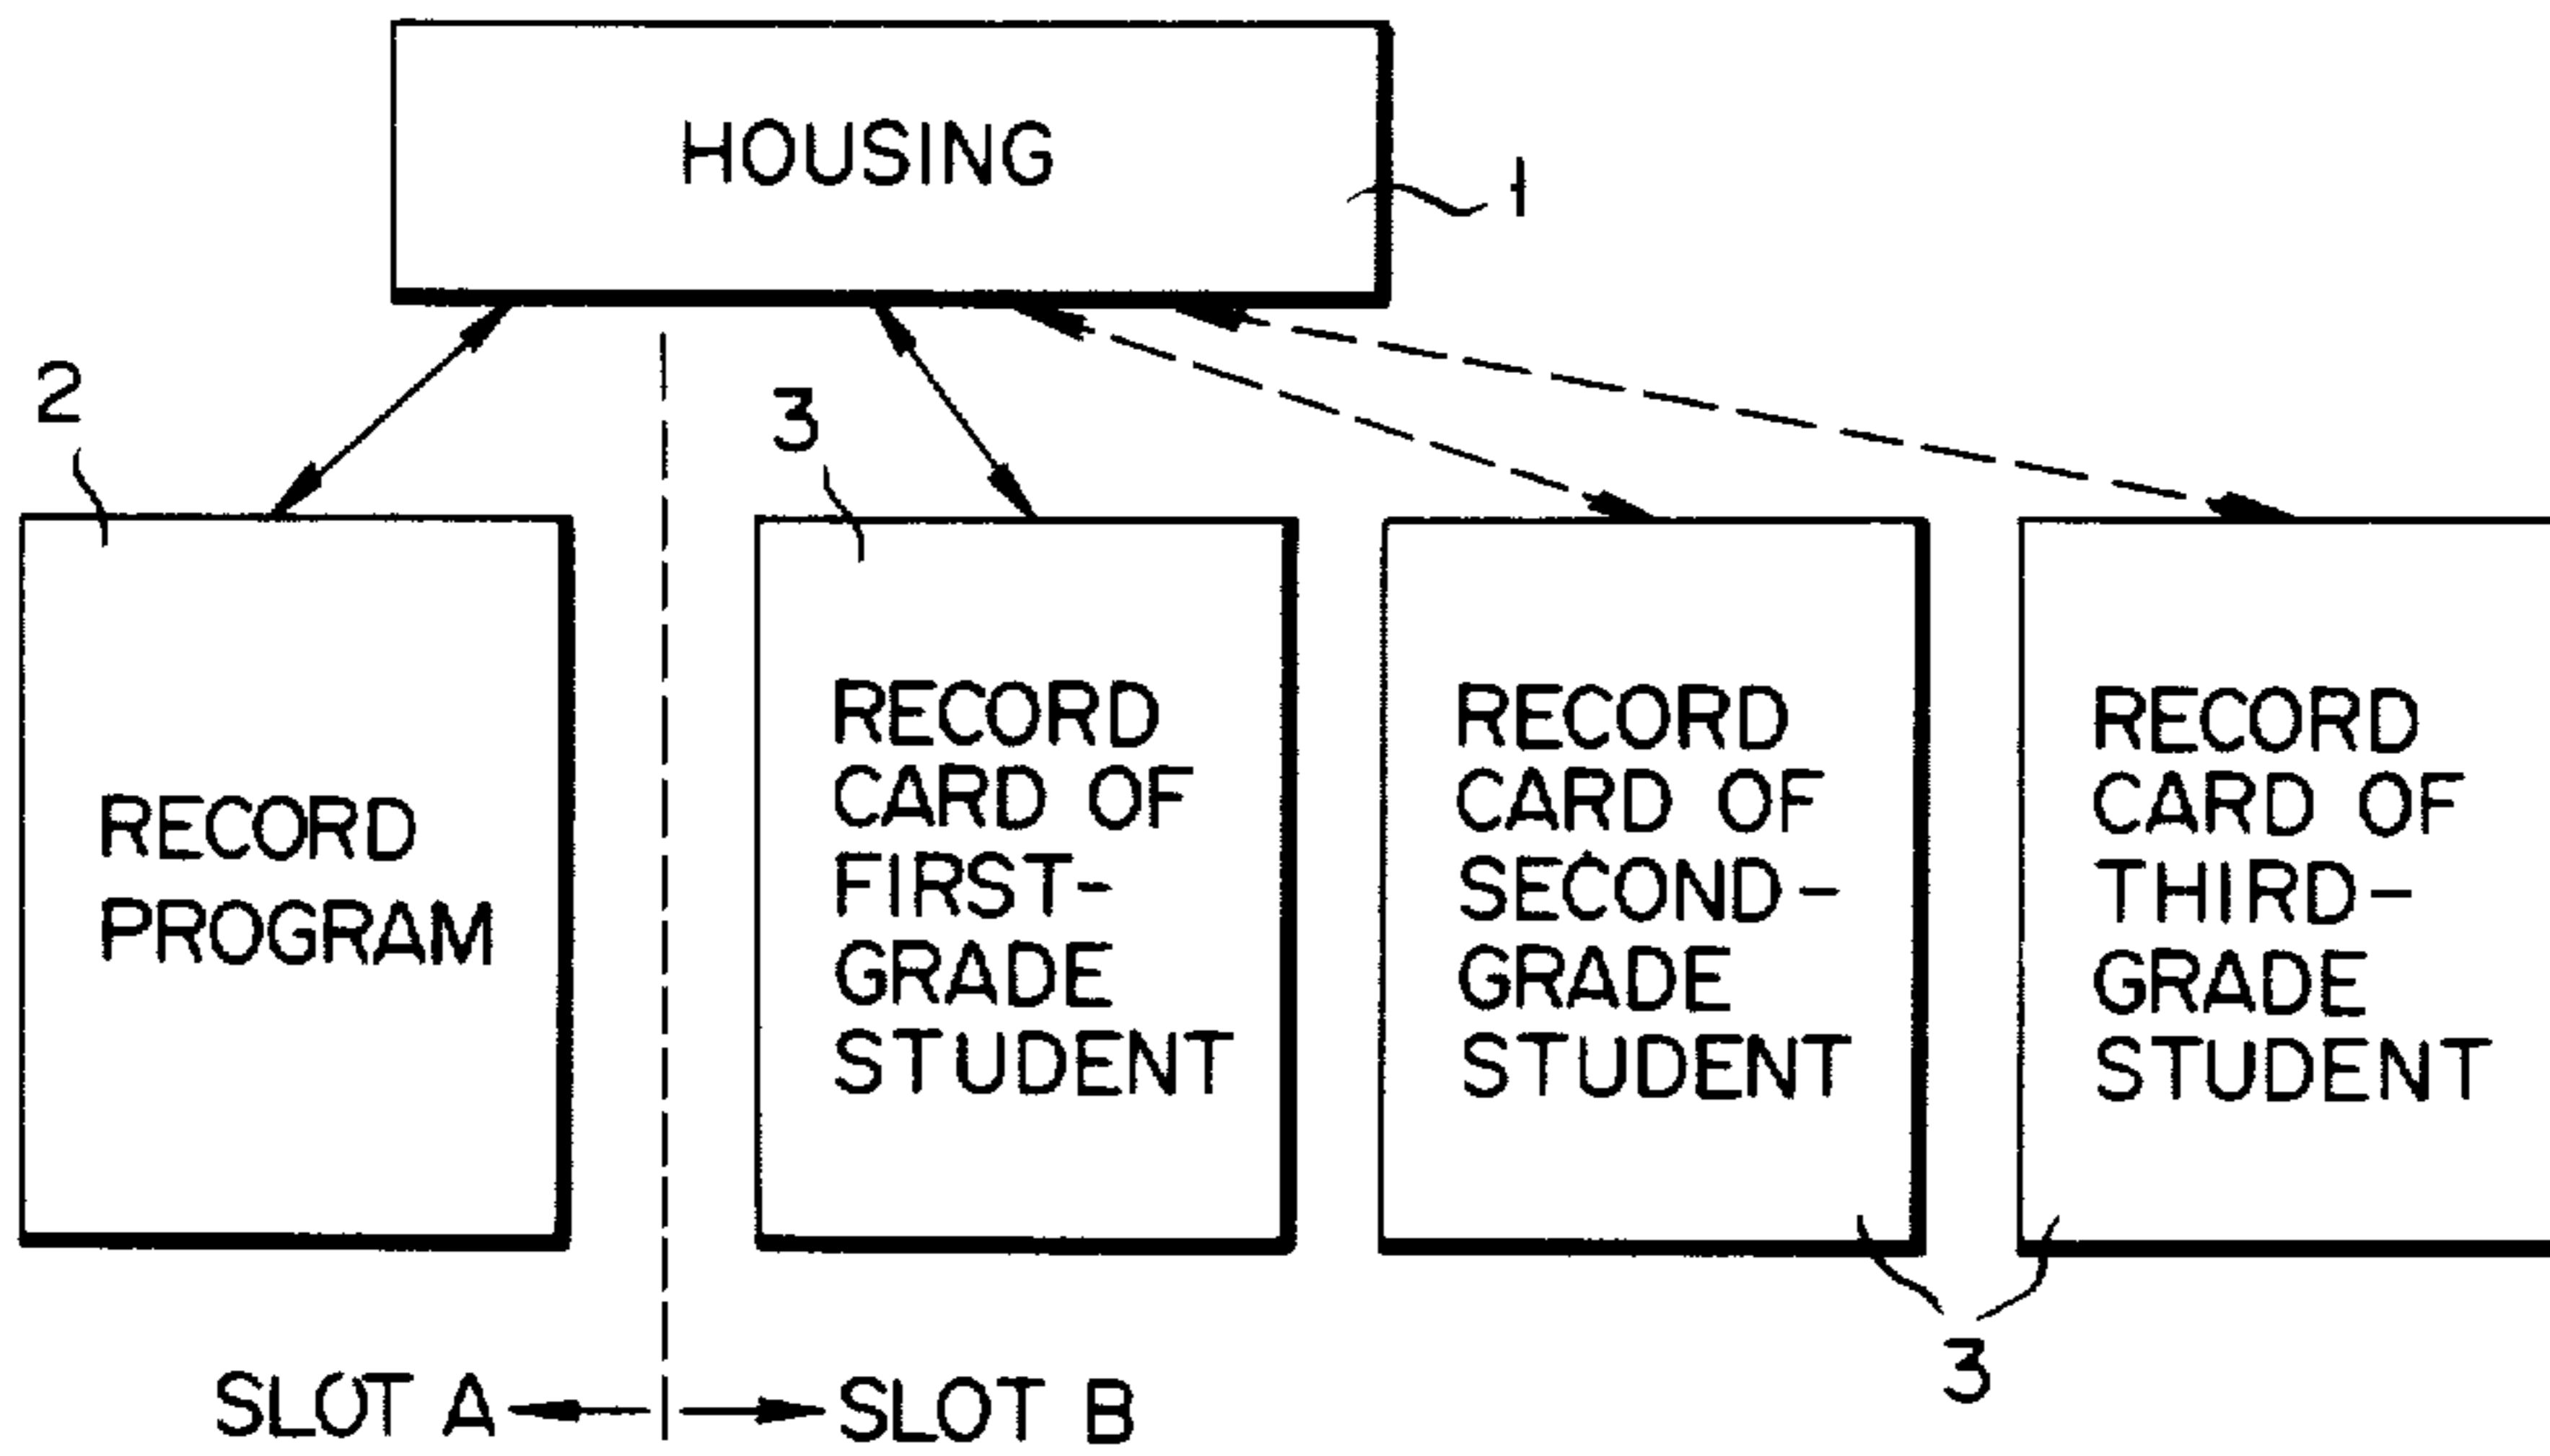 HOUSING
1
2
3
RECORD
PROGRAM
RECORD
CARD OF
FIRST-
GRADE
STUDENT
RECORD
CARD OF
SECOND-
GRADE
STUDENT
RECORD
CARD OF
THIRD-
GRADE
STUDENT
3
SLOT A
SLOT B